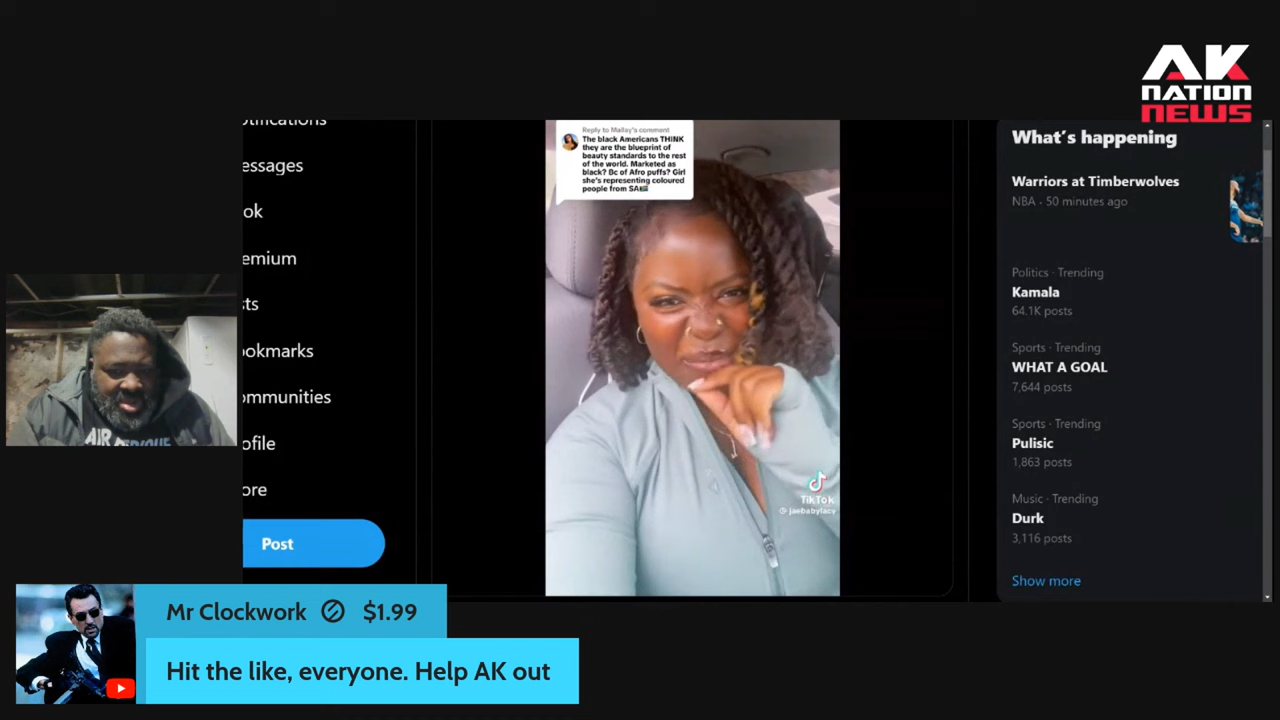 AK
NATION
NEWS
otifications
essages
ok
emium
sts
ookmarks
ommunities
ofile
ore
Post
Reply to Mallay's comment
The black Americans THINK
they are the blueprint of
beauty standards to the rest
of the world. Marketed as
black? Bc of Afro puffs? Girl
she's representing coloured
people from SA🇿🇦
TikTok
@jaebabylacy
What's happening
Warriors at Timberwolves
NBA · 50 minutes ago
Politics · Trending
Kamala
64.1K posts
Sports · Trending
WHAT A GOAL
7,644 posts
Sports · Trending
Pulisic
1,863 posts
Music · Trending
Durk
3,116 posts
Show more
Mr Clockwork $1.99
Hit the like, everyone. Help AK out